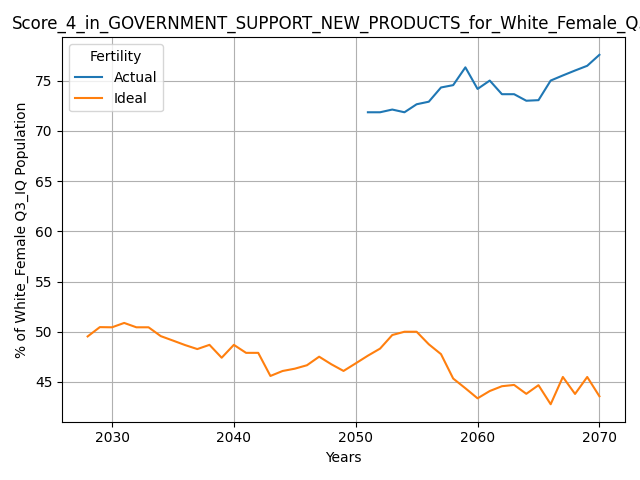 Score_4_in_GOVERNMENT_SUPPORT_NEW_PRODUCTS_for_White_Female_Q
Fertility
Actual
Ideal
% of White_Female Q3_IQ Population
75
70
65
60
55
50
45
2030
2040
2050
2060
2070
Years